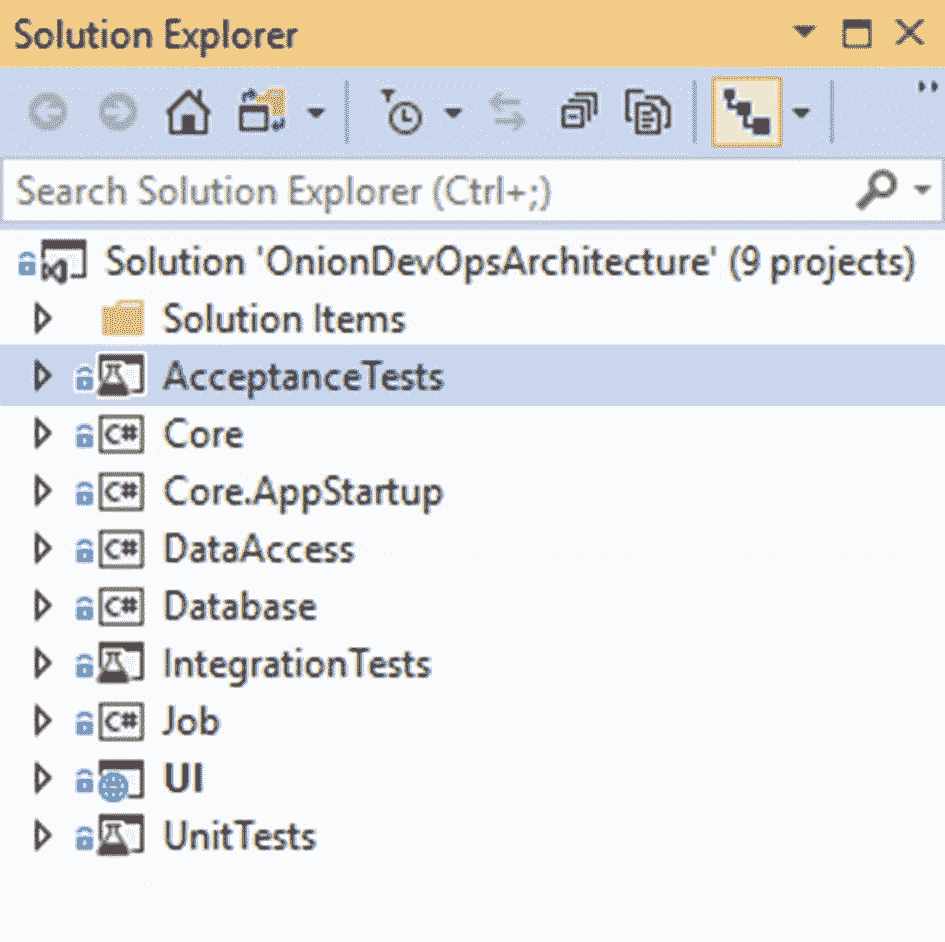 Solution Explorer
Search Solution Explorer (Ctrl+;)
Solution 'OnionDevOpsArchitecture' (9 projects)
Solution Items
AcceptanceTests
C# Core
C# Core.AppStartup
C# DataAccess
C# Database
IntegrationTests
C# Job
UI
UnitTests